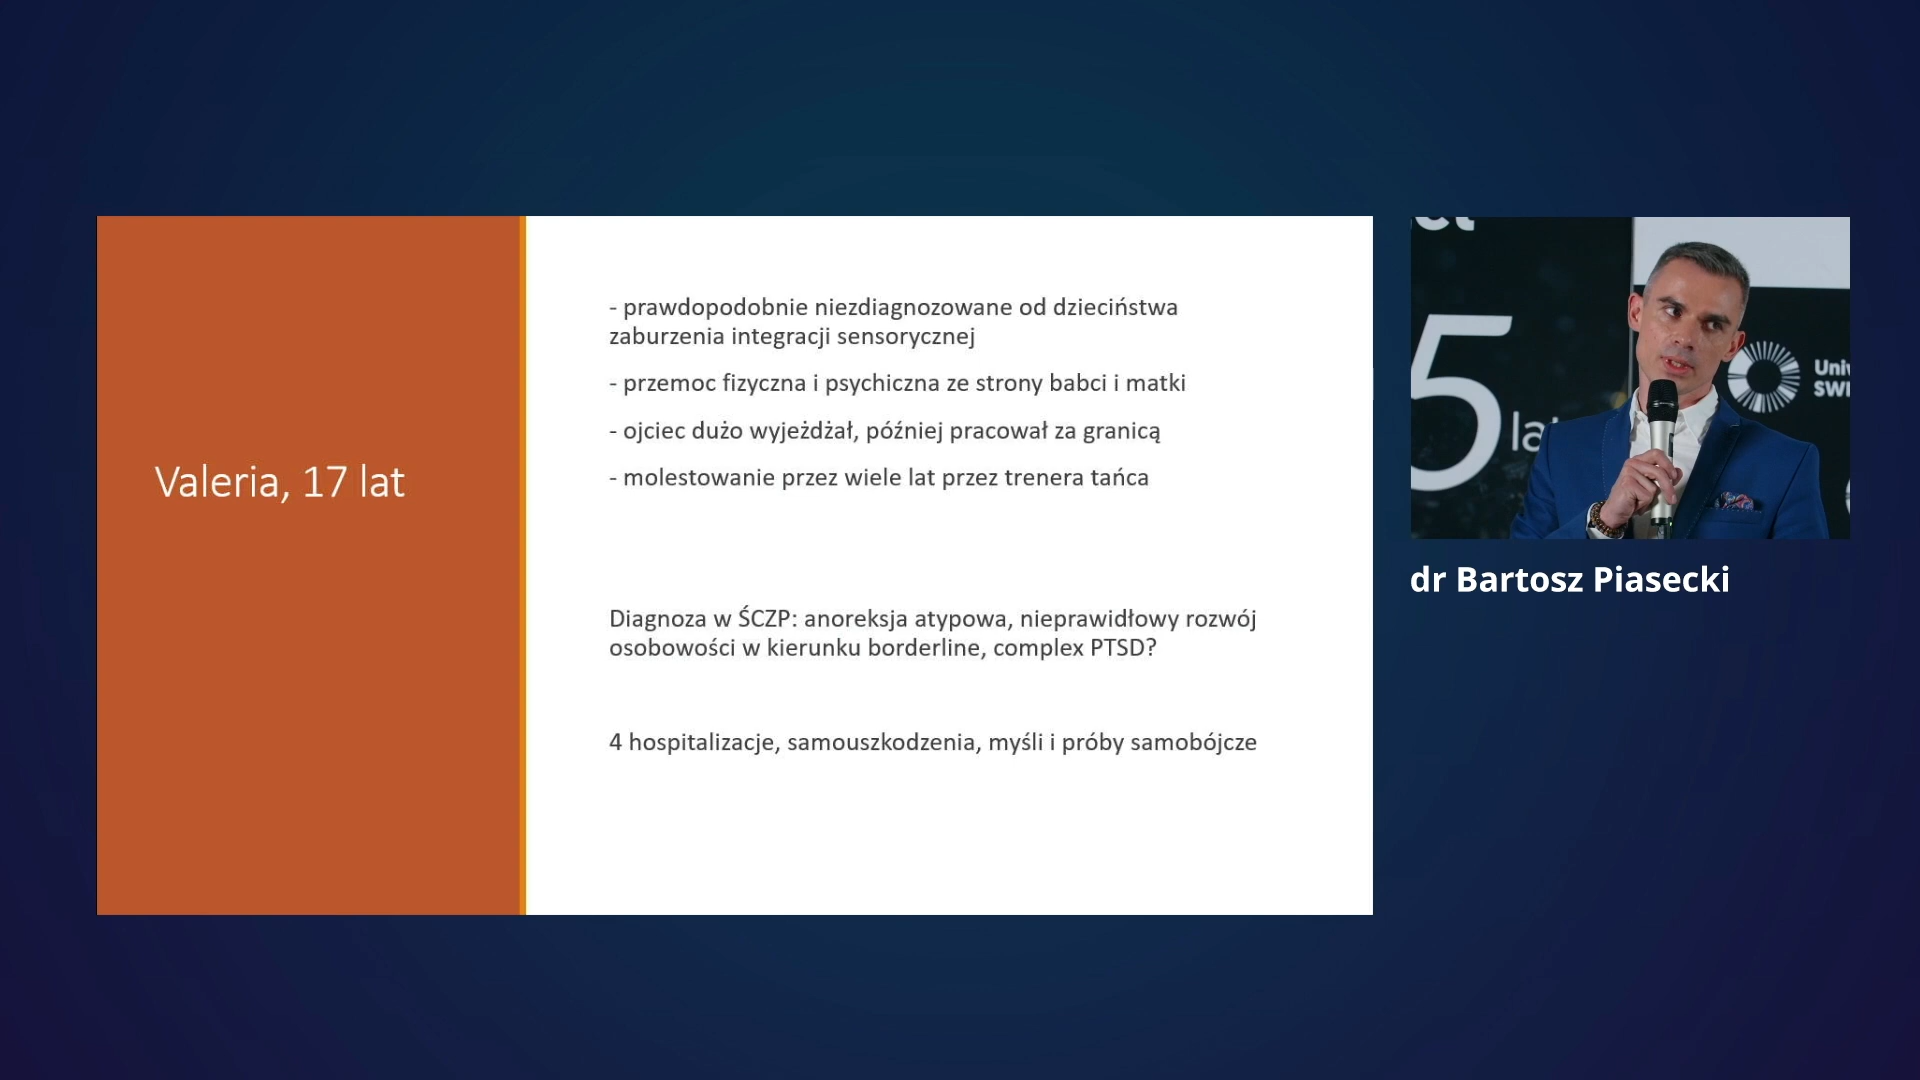 Valeria, 17 lat
- prawdopodobnie niezdiagnozowane od dzieciństwa
zaburzenia integracji sensorycznej
- przemoc fizyczna i psychiczna ze strony babci i matki
- ojciec dużo wyjeżdżał, później pracował za granicą
- molestowanie przez wiele lat przez trenera tańca
Diagnoza w ŚCZP: anoreksja atypowa, nieprawidłowy rozwój
osobowości w kierunku borderline, complex PTSD?
4 hospitalizacje, samouszkodzenia, myśli i próby samobójcze
5
dr Bartosz Piasecki